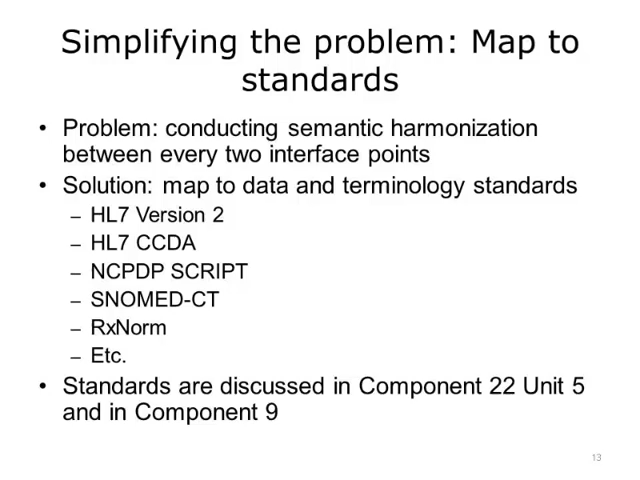 Simplifying the problem: Map to
standards
• Problem: conducting semantic harmonization
between every two interface points
• Solution: map to data and terminology standards
– HL7 Version 2
– HL7 CCDA
– NCPDP SCRIPT
– SNOMED-CT
– RxNorm
– Etc.
• Standards are discussed in Component 22 Unit 5
and in Component 9
13